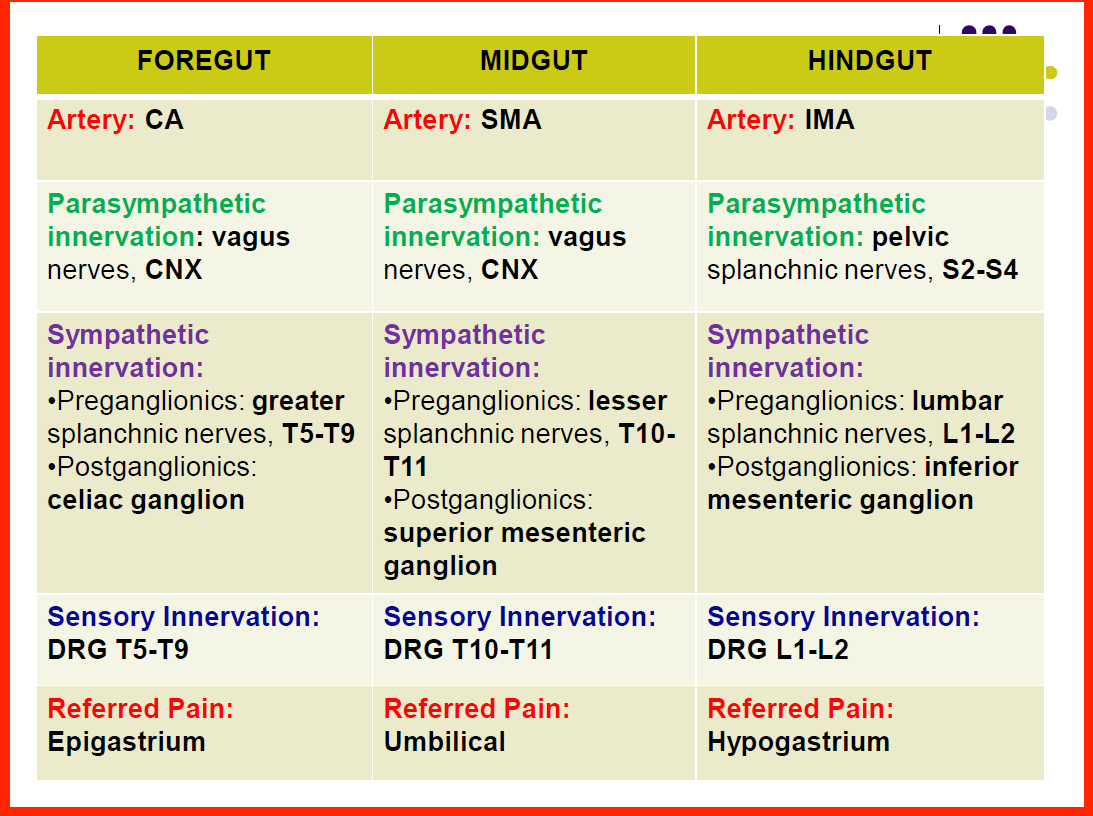 FOREGUT
MIDGUT
HINDGUT
Artery: CA
Artery: SMA
Artery: IMA
Parasympathetic
innervation: vagus
nerves, CNX
Parasympathetic
innervation: vagus
nerves, CNX
Parasympathetic
innervation: pelvic
splanchnic nerves, S2-S4
Sympathetic
innervation:
•Preganglionics: greater
splanchnic nerves, T5-T9
•Postganglionics:
celiac ganglion
Sympathetic
innervation:
•Preganglionics: lesser
splanchnic nerves, T10-
T11
•Postganglionics:
superior mesenteric
ganglion
Sympathetic
innervation:
•Preganglionics: lumbar
splanchnic nerves, L1-L2
•Postganglionics: inferior
mesenteric ganglion
Sensory Innervation:
DRG T5-T9
Sensory Innervation:
DRG T10-T11
Sensory Innervation:
DRG L1-L2
Referred Pain:
Epigastrium
Referred Pain:
Umbilical
Referred Pain:
Hypogastrium